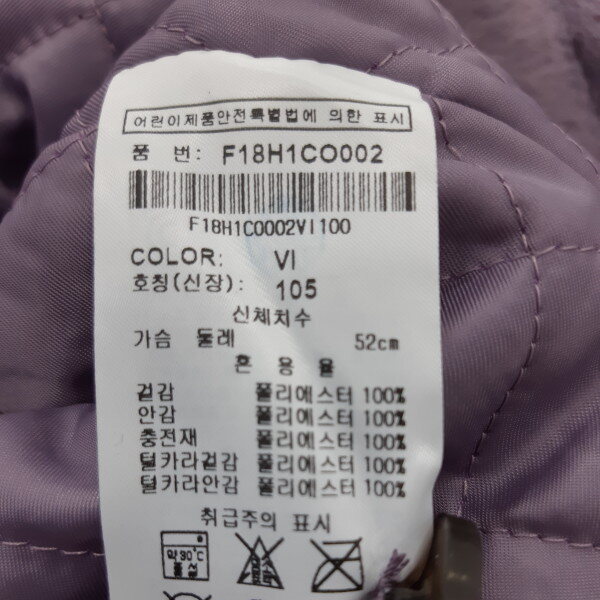 어린이제품안전특별법에 의한 표시
품 번: F18H1CO002
F18H1CO002VI100
COLOR: VI
호칭(신장): 105
신체치수
가슴 둘레 52cm
혼 용 율
겉감 폴리에스터 100%
안감 폴리에스터 100%
충전재 폴리에스터 100%
털카라겉감 폴리에스터 100%
털카라안감 폴리에스터 100%
취급주의 표시
약30℃
중성